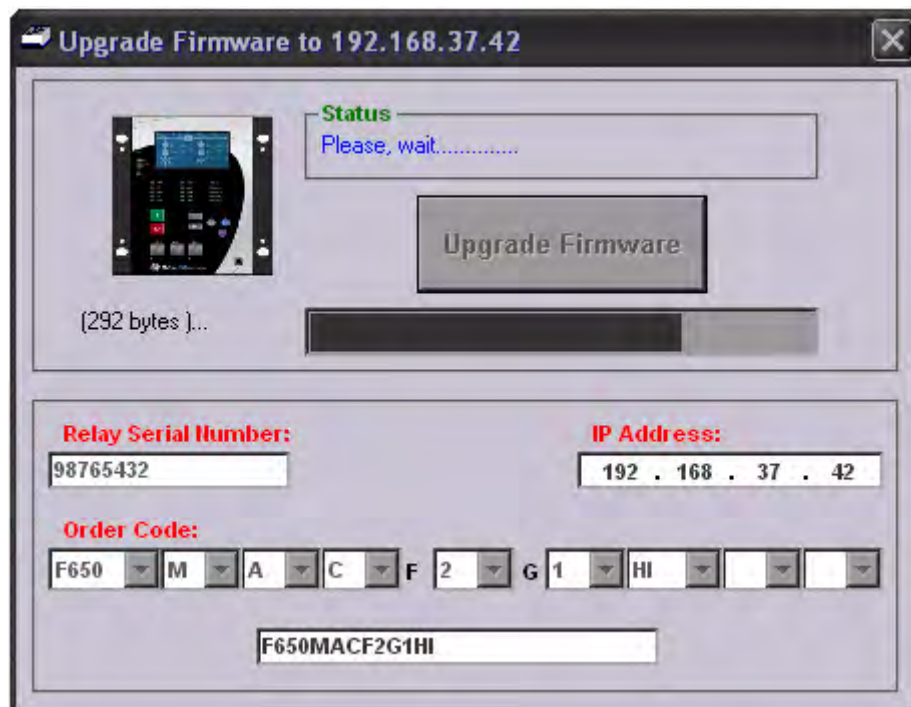 Upgrade Firmware to 192.168.37.42
Status
Please, wait..............
Upgrade Firmware
(292 bytes )...
Relay Serial Number:
IP Address:
98765432
192 . 168 . 37 . 42
Order Code:
F650 M A C F 2 G 1 HI
F650MACF2G1HI